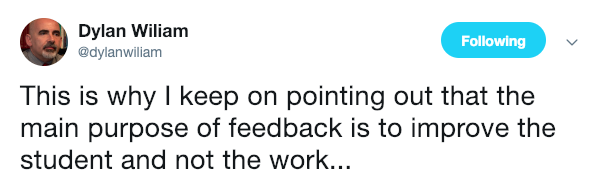 Dylan Wiliam
@dylanwiliam
Following
This is why I keep on pointing out that the
main purpose of feedback is to improve the
student and not the work...